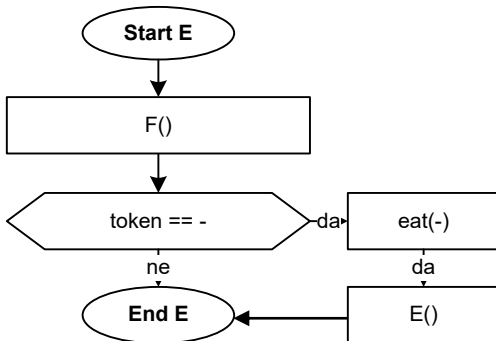 Start E
F()
token == -
da
eat(-)
ne
da
End E
E()